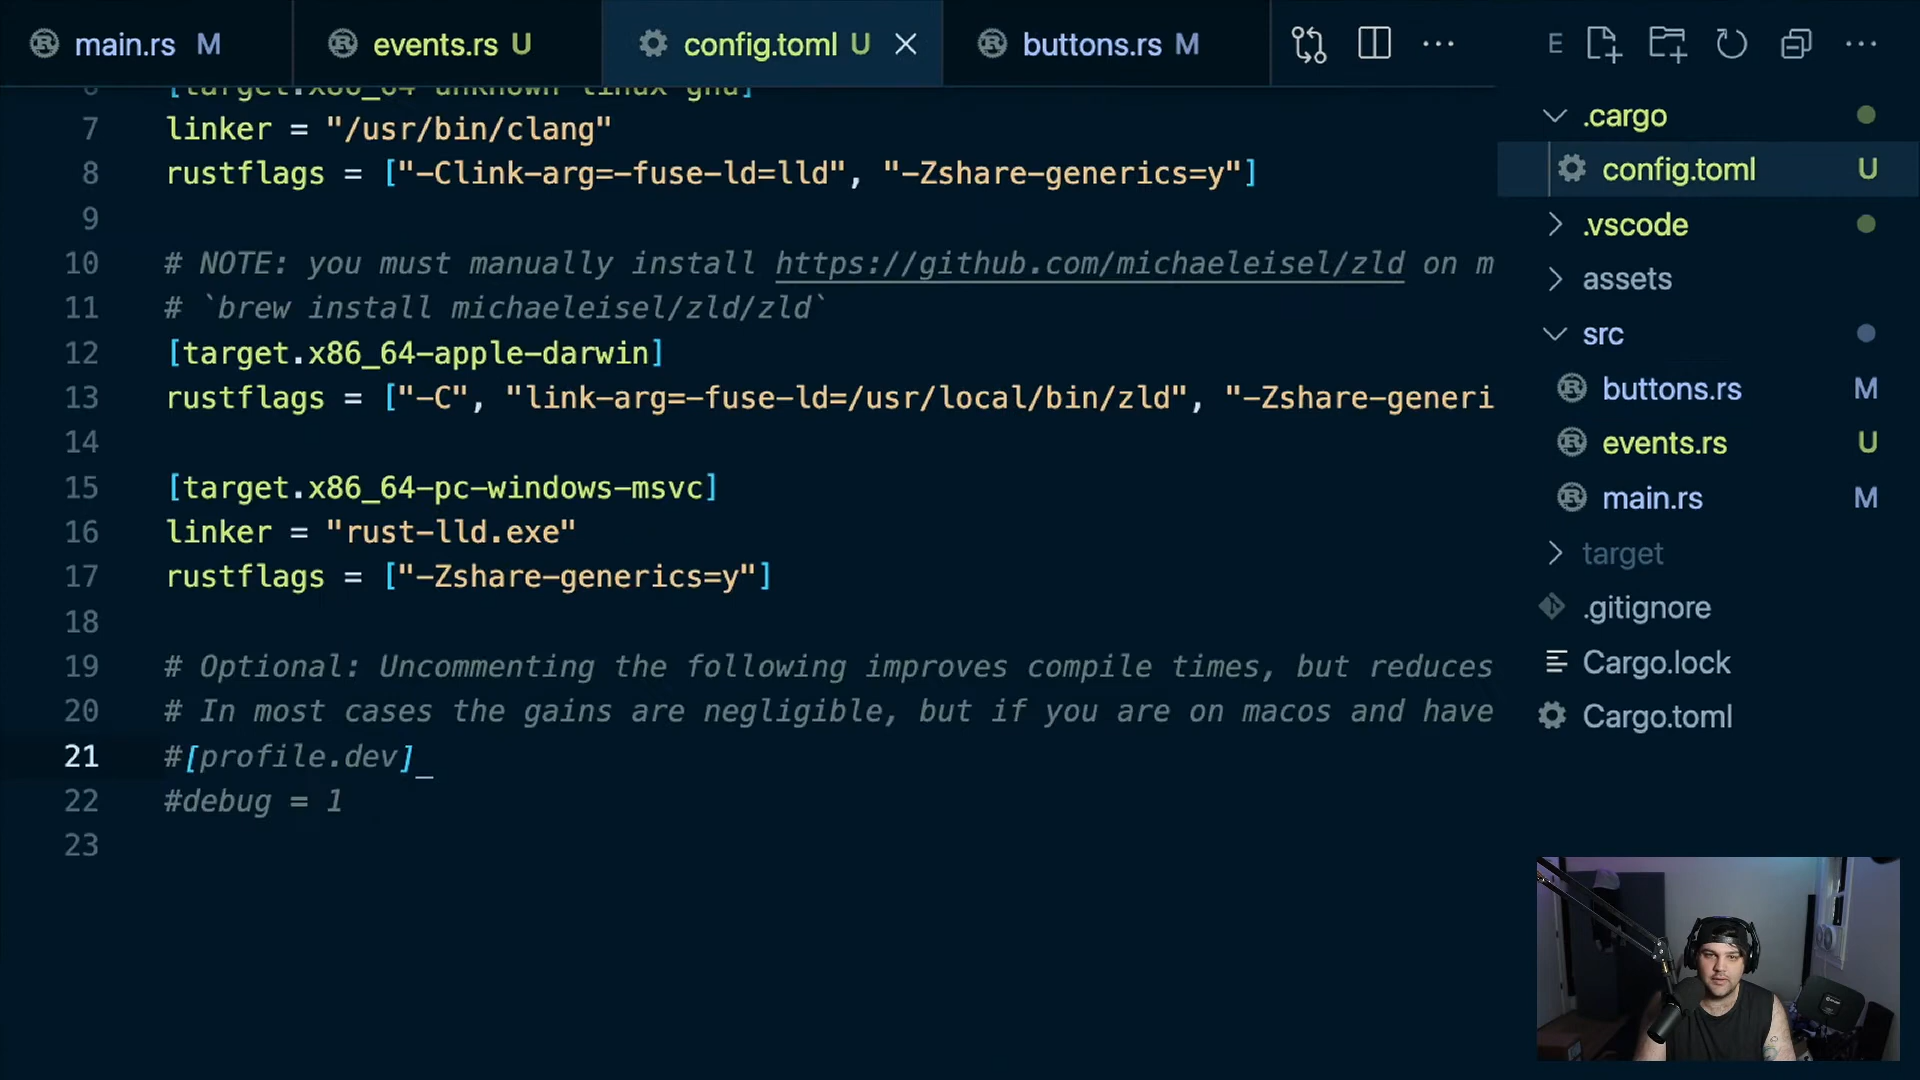 main.rs M
events.rs U
config.toml U
buttons.rs M
E
6 [target.x86_64-unknown-linux-gnu]
7 linker = "/usr/bin/clang"
8 rustflags = ["-Clink-arg=-fuse-ld=lld", "-Zshare-generics=y"]
9
10 # NOTE: you must manually install https://github.com/michaeleisel/zld on m
11 # `brew install michaeleisel/zld/zld`
12 [target.x86_64-apple-darwin]
13 rustflags = ["-C", "link-arg=-fuse-ld=/usr/local/bin/zld", "-Zshare-generi
14
15 [target.x86_64-pc-windows-msvc]
16 linker = "rust-lld.exe"
17 rustflags = ["-Zshare-generics=y"]
18
19 # Optional: Uncommenting the following improves compile times, but reduces
20 # In most cases the gains are negligible, but if you are on macos and have
21 #[profile.dev]
22 #debug = 1
23
.cargo
config.toml U
.vscode
assets
src
buttons.rs M
events.rs U
main.rs M
target
.gitignore
Cargo.lock
Cargo.toml